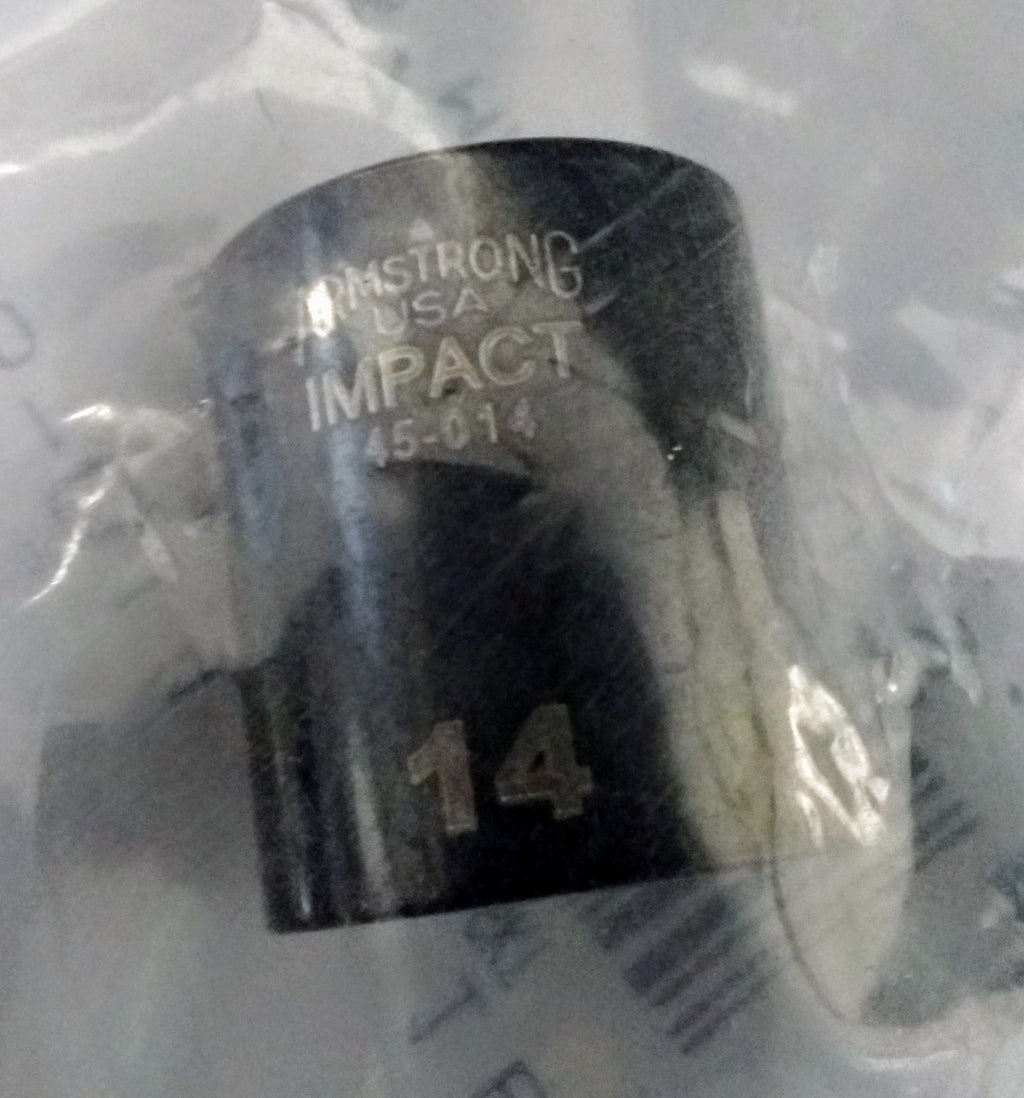 ARMSTRONG
USA
IMPACT
45-014
14